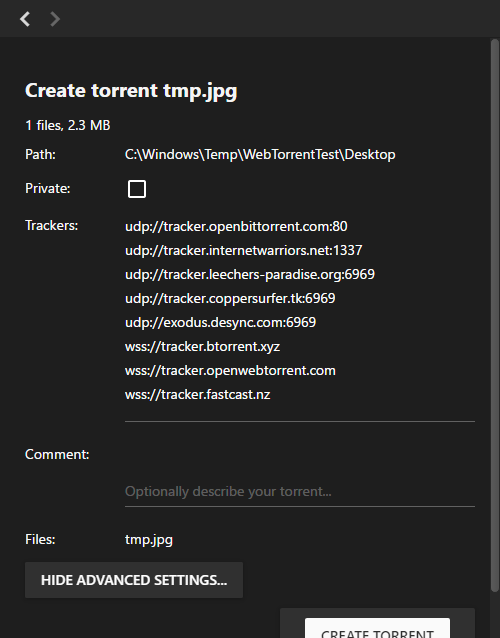 Create torrent tmp.jpg
1 files, 2.3 MB
Path: C:\Windows\Temp\WebTorrentTest\Desktop
Private:
Trackers: udp://tracker.openbittorrent.com:80
udp://tracker.internetwarriors.net:1337
udp://tracker.leechers-paradise.org:6969
udp://tracker.coppersurfer.tk:6969
udp://exodus.desync.com:6969
wss://tracker.btorrent.xyz
wss://tracker.openwebtorrent.com
wss://tracker.fastcast.nz
Comment:
Optionally describe your torrent...
Files: tmp.jpg
HIDE ADVANCED SETTINGS...
CREATE TORRENT